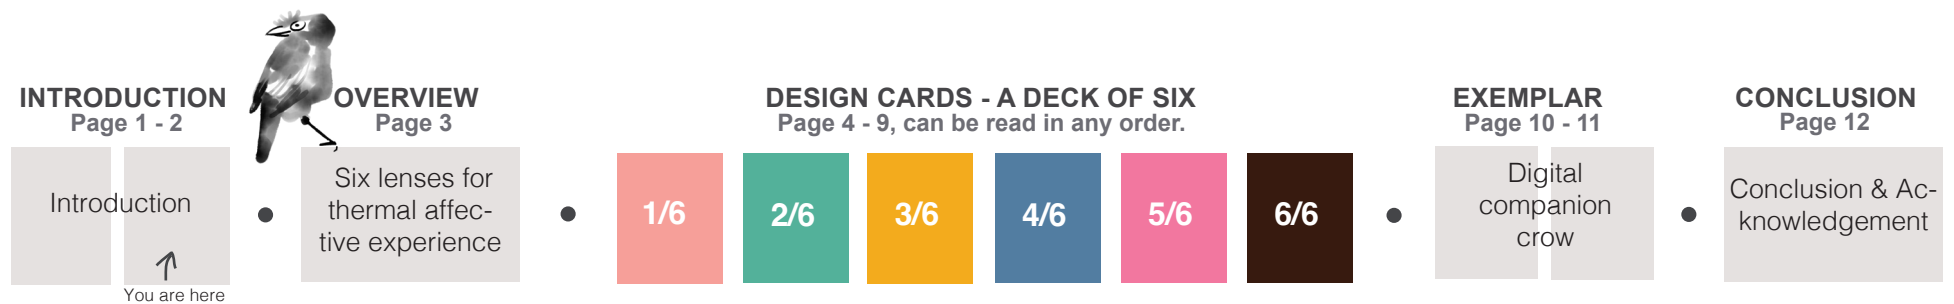 INTRODUCTION
Page 1 - 2
Introduction
You are here
OVERVIEW
Page 3
Six lenses for
thermal affec-
tive experience
DESIGN CARDS - A DECK OF SIX
Page 4 - 9, can be read in any order.
1/6
2/6
3/6
4/6
5/6
6/6
EXEMPLAR
Page 10 - 11
Digital
companion
crow
CONCLUSION
Page 12
Conclusion & Ac-
knowledgement